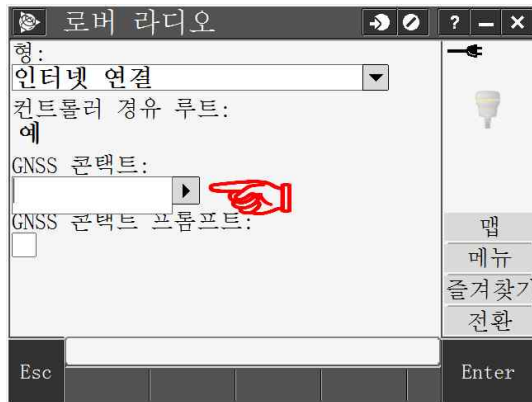 로버 라디오
? – ×
형:
인터넷 연결
컨트롤러 경유 루트:
예
GNSS 콘택트:
GNSS 콘택트 프롬프트:
맵
메뉴
즐겨찾기
전환
Esc
Enter